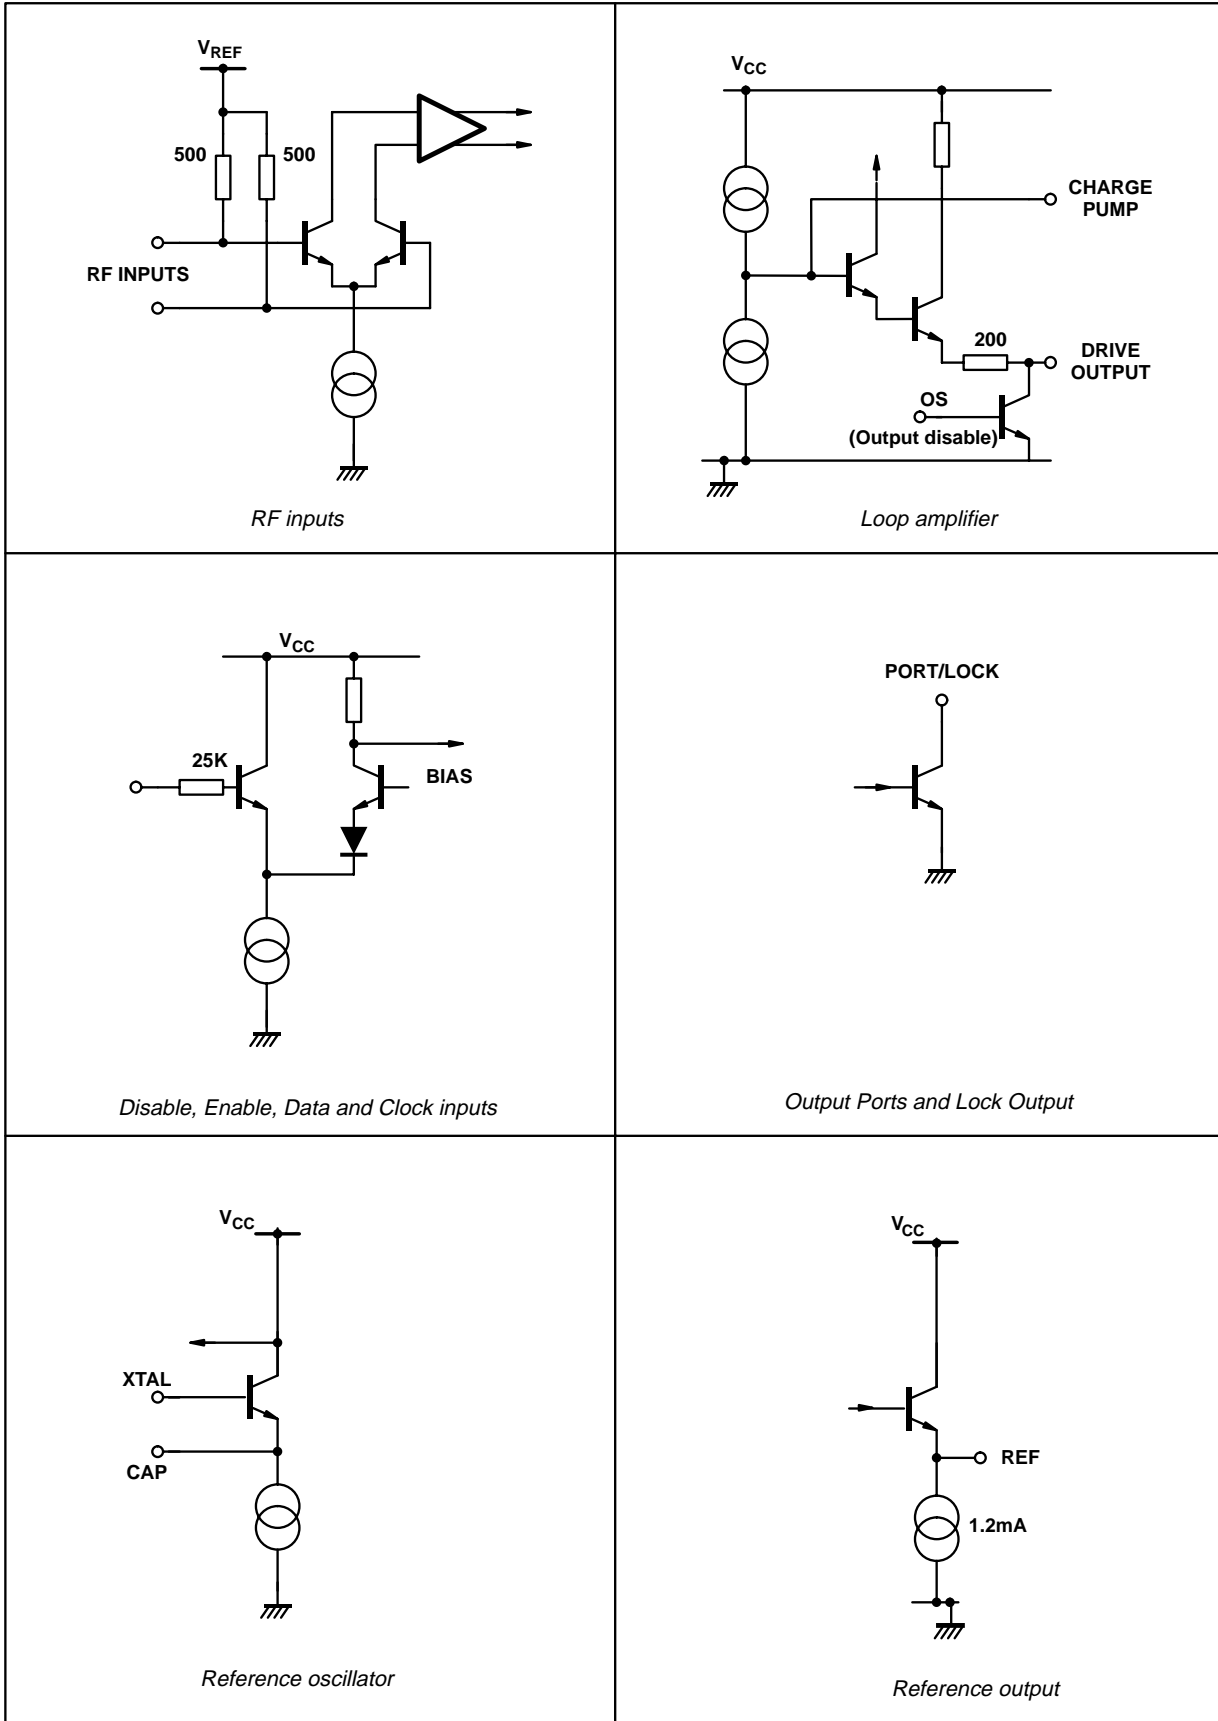 VREF
500
500
RF INPUTS
RF inputs
VCC
CHARGE
PUMP
200
DRIVE
OUTPUT
OS
(Output disable)
Loop amplifier
VCC
25K
BIAS
Disable, Enable, Data and Clock inputs
PORT/LOCK
Output Ports and Lock Output
VCC
XTAL
CAP
Reference oscillator
VCC
REF
1.2mA
Reference output